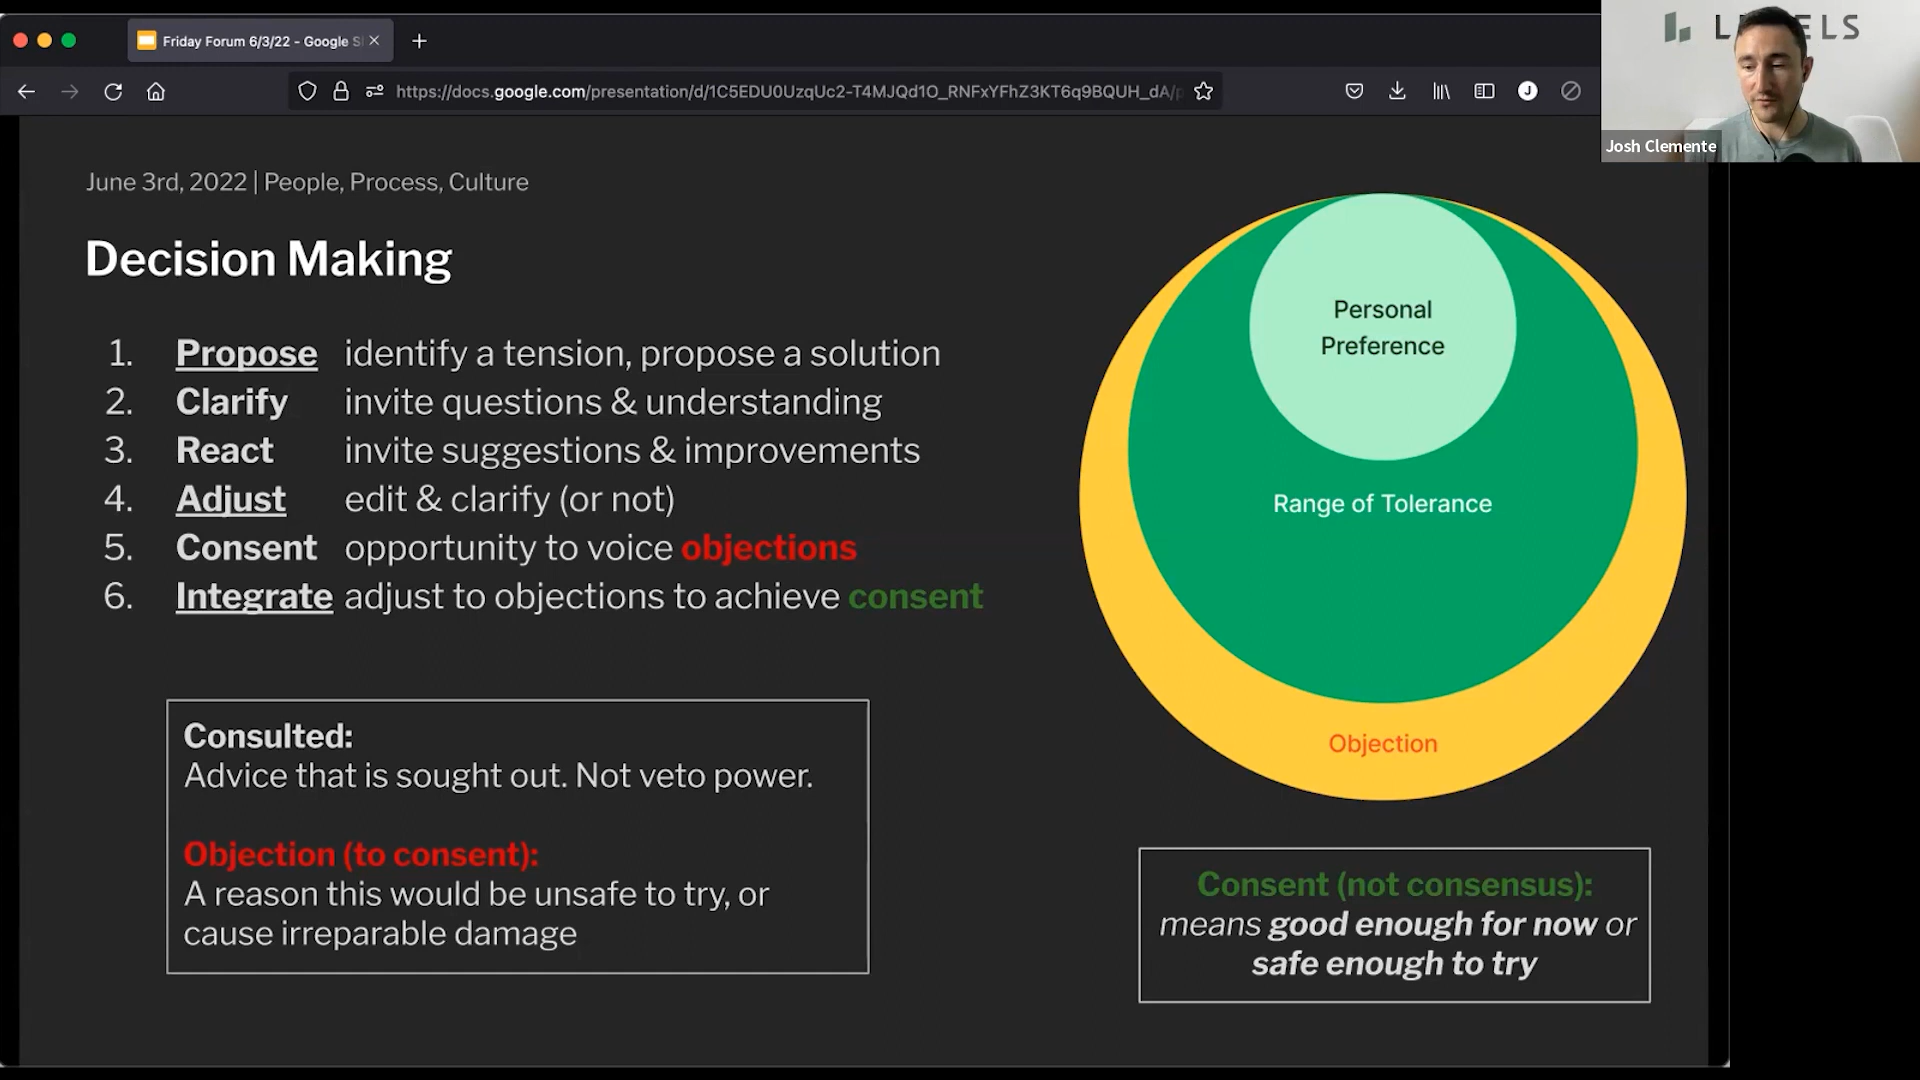 Friday Forum 6/3/22 - Google Sl
https://docs.google.com/presentation/d/1C5EDU0UzqUc2-T4MJQd1O_RNFxYFhZ3KT6q9BQUH_dA/p
J
L ELS
Josh Clemente
June 3rd, 2022 | People, Process, Culture
Decision Making
1. Propose identify a tension, propose a solution
2. Clarify invite questions & understanding
3. React invite suggestions & improvements
4. Adjust edit & clarify (or not)
5. Consent opportunity to voice objections
6. Integrate adjust to objections to achieve consent
Consulted:
Advice that is sought out. Not veto power.
Objection (to consent):
A reason this would be unsafe to try, or
cause irreparable damage
Personal
Preference
Range of Tolerance
Objection
Consent (not consensus):
means good enough for now or
safe enough to try